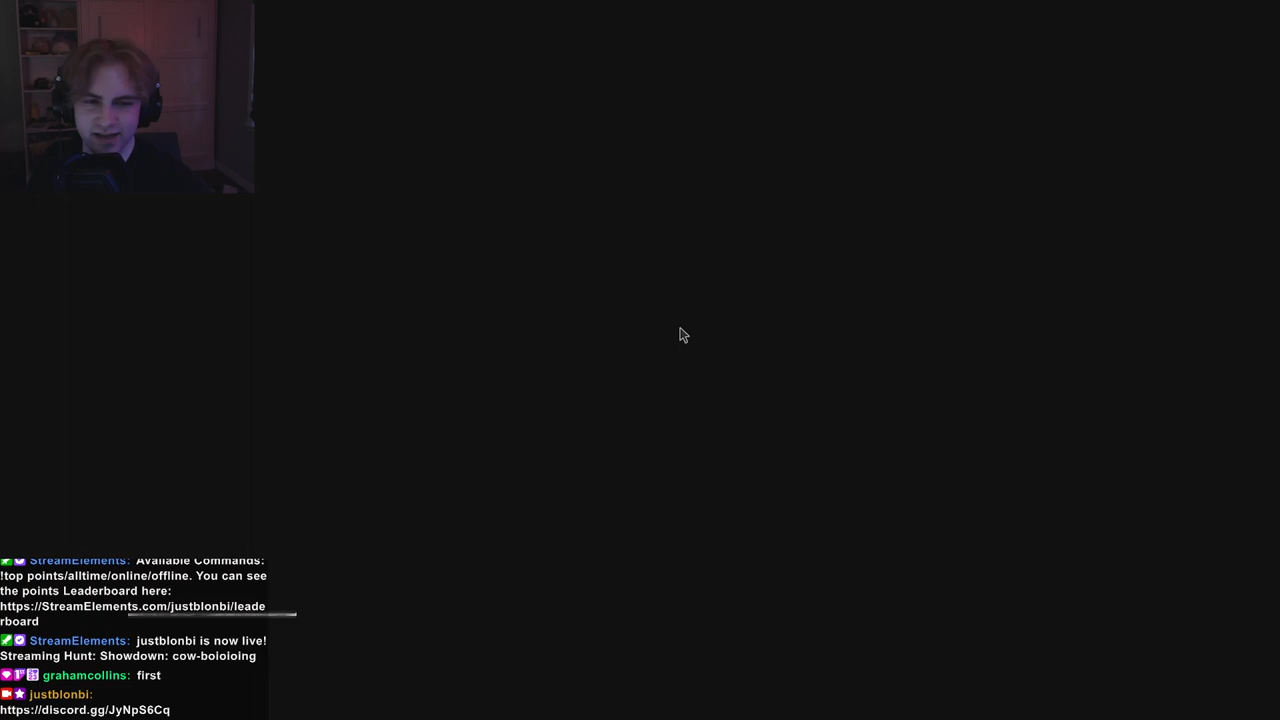 StreamElements: Available Commands:
!top points/alltime/online/offline. You can see
the points Leaderboard here:
https://StreamElements.com/justblonbi/leade
rboard
StreamElements: justblonbi is now live!
Streaming Hunt: Showdown: cow-boioioing
grahamcollins: first
justblonbi:
https://discord.gg/JyNpS6Cq